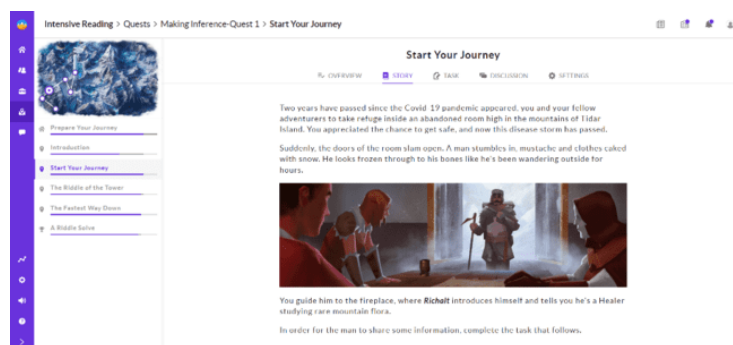 Intensive Reading > Quests > Making Inference-Quest 1 > Start Your Journey
Prepare Your Journey
Introduction
Start Your Journey
The Riddle of the Tower
The Fastest Way Down
A Riddle Solve
Start Your Journey
OVERVIEW STORY TASK DISCUSSION SETTINGS
Two years have passed since the Covid 19 pandemic appeared, you and your fellow
adventurers to take refuge inside an abandoned room high in the mountains of Tidar
Island. You appreciated the chance to get safe, and now this disease storm has passed.
Suddenly, the doors of the room slam open. A man stumbles in, mustache and clothes caked
with snow. He looks frozen through to his bones like he's been wandering outside for
hours.
You guide him to the fireplace, where Richalt introduces himself and tells you he's a Healer
studying rare mountain flora.
In order for the man to share some information, complete the task that follows.